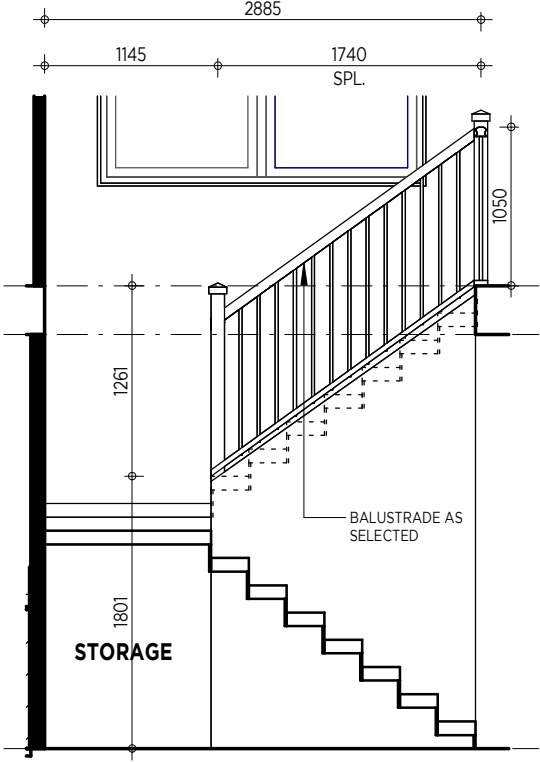 2885
1145
1740
SPL.
1050
1261
BALUSTRADE AS
SELECTED
1801
STORAGE